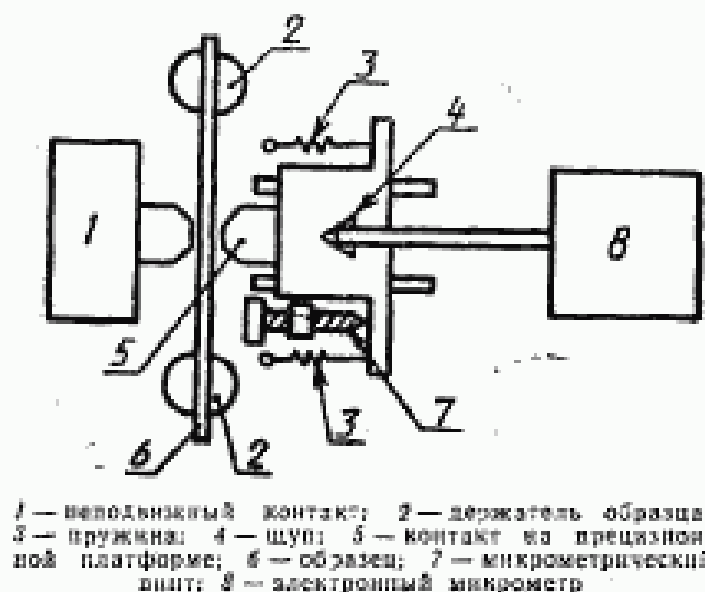 2
3
4
1
8
5
7
3
6
2
1 — неподвижный контакт; 2 — держатель образца
3 — пружина; 4 — щуп; 5 — контакт на прецизион
ной платформе; 6 — образец; 7 — микрометрический
винт; 8 — электронный микрометр